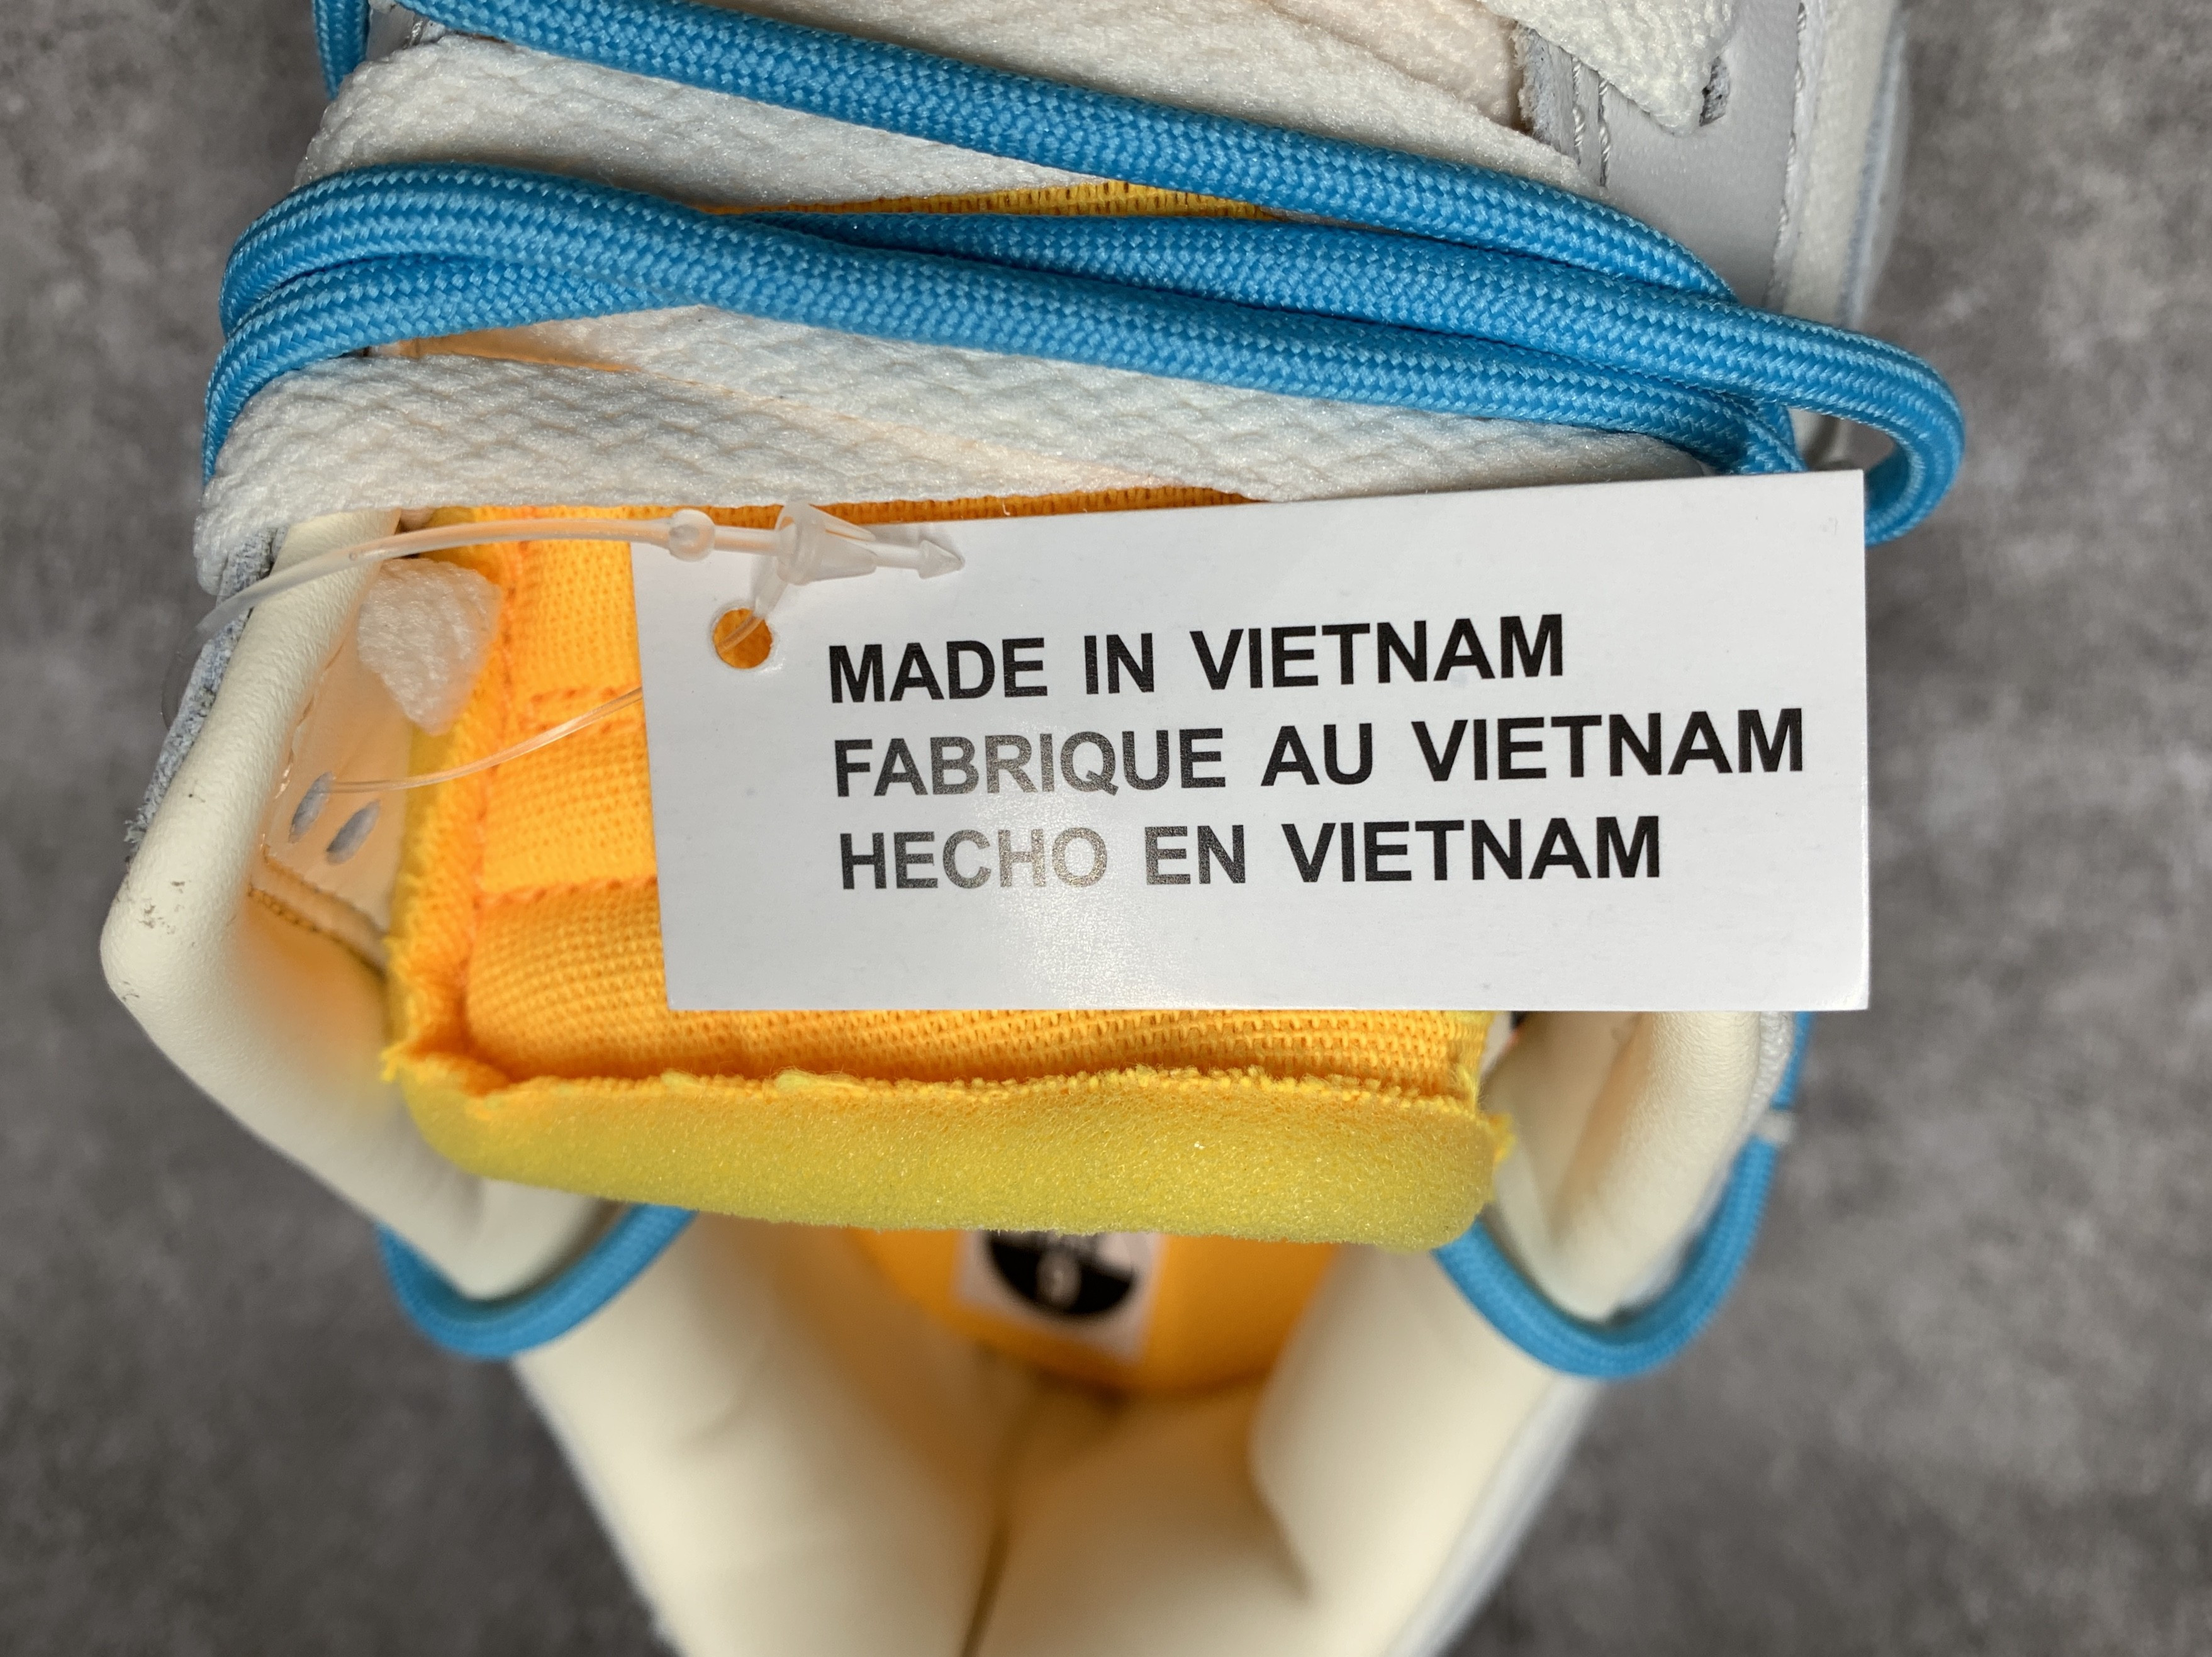 MADE IN VIETNAM
FABRIQUE AU VIETNAM
HECHO EN VIETNAM